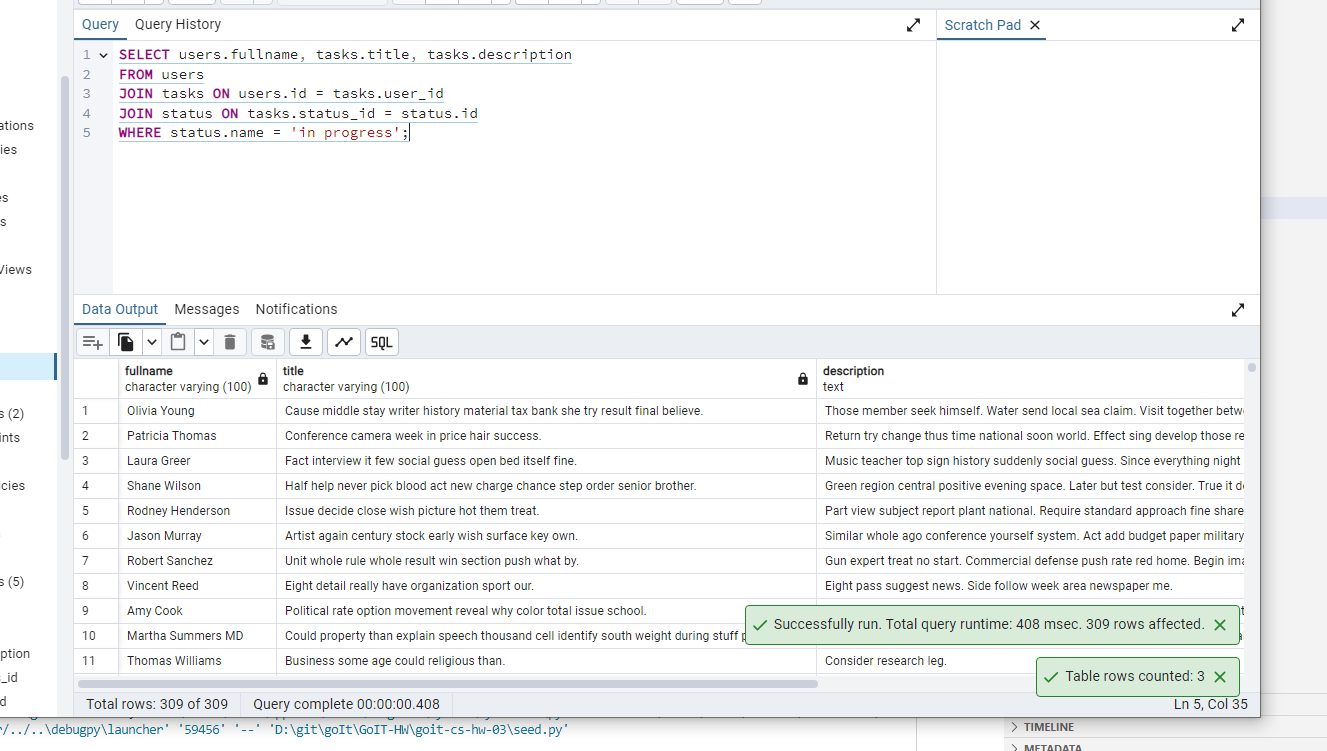 Query
Query History
Scratch Pad
1 SELECT users.fullname, tasks.title, tasks.description
2 FROM users
3 JOIN tasks ON users.id = tasks.user_id
4 JOIN status ON tasks.status_id = status.id
5 WHERE status.name = 'in progress';
ations
ies
s
s
Views
s (2)
ints
cies
s (5)
ption
s_id
d
Data Output
Messages
Notifications
SQL
fullname
character varying (100)
title
character varying (100)
description
text
1 Olivia Young Cause middle stay writer history material tax bank she try result final believe. Those member seek himself. Water send local sea claim. Visit together betw
2 Patricia Thomas Conference camera week in price hair success. Return try change thus time national soon world. Effect sing develop those re
3 Laura Greer Fact interview it few social guess open bed itself fine. Music teacher top sign history suddenly social guess. Since everything night
4 Shane Wilson Half help never pick blood act new charge chance step order senior brother. Green region central positive evening space. Later but test consider. True it d
5 Rodney Henderson Issue decide close wish picture hot them treat. Part view subject report plant national. Require standard approach fine share
6 Jason Murray Artist again century stock early wish surface key own. Similar whole ago conference yourself system. Act add budget paper military
7 Robert Sanchez Unit whole rule whole result win section push what by. Gun expert treat no start. Commercial defense push rate red home. Begin ima
8 Vincent Reed Eight detail really have organization sport our. Eight pass suggest news. Side follow week area newspaper me.
9 Amy Cook Political rate option movement reveal why color total issue school.
10 Martha Summers MD Could property than explain speech thousand cell identify south weight during stuff p
11 Thomas Williams Business some age could religious than. Consider research leg.
Successfully run. Total query runtime: 408 msec. 309 rows affected.
Table rows counted: 3
Total rows: 309 of 309
Query complete 00:00:00.408
Ln 5, Col 35
r/../..\debugpy\launcher' '59456' '--' 'D:\git\goIt\GoIT-HW\goit-cs-hw-03\seed.py'
TIMELINE
METADATA